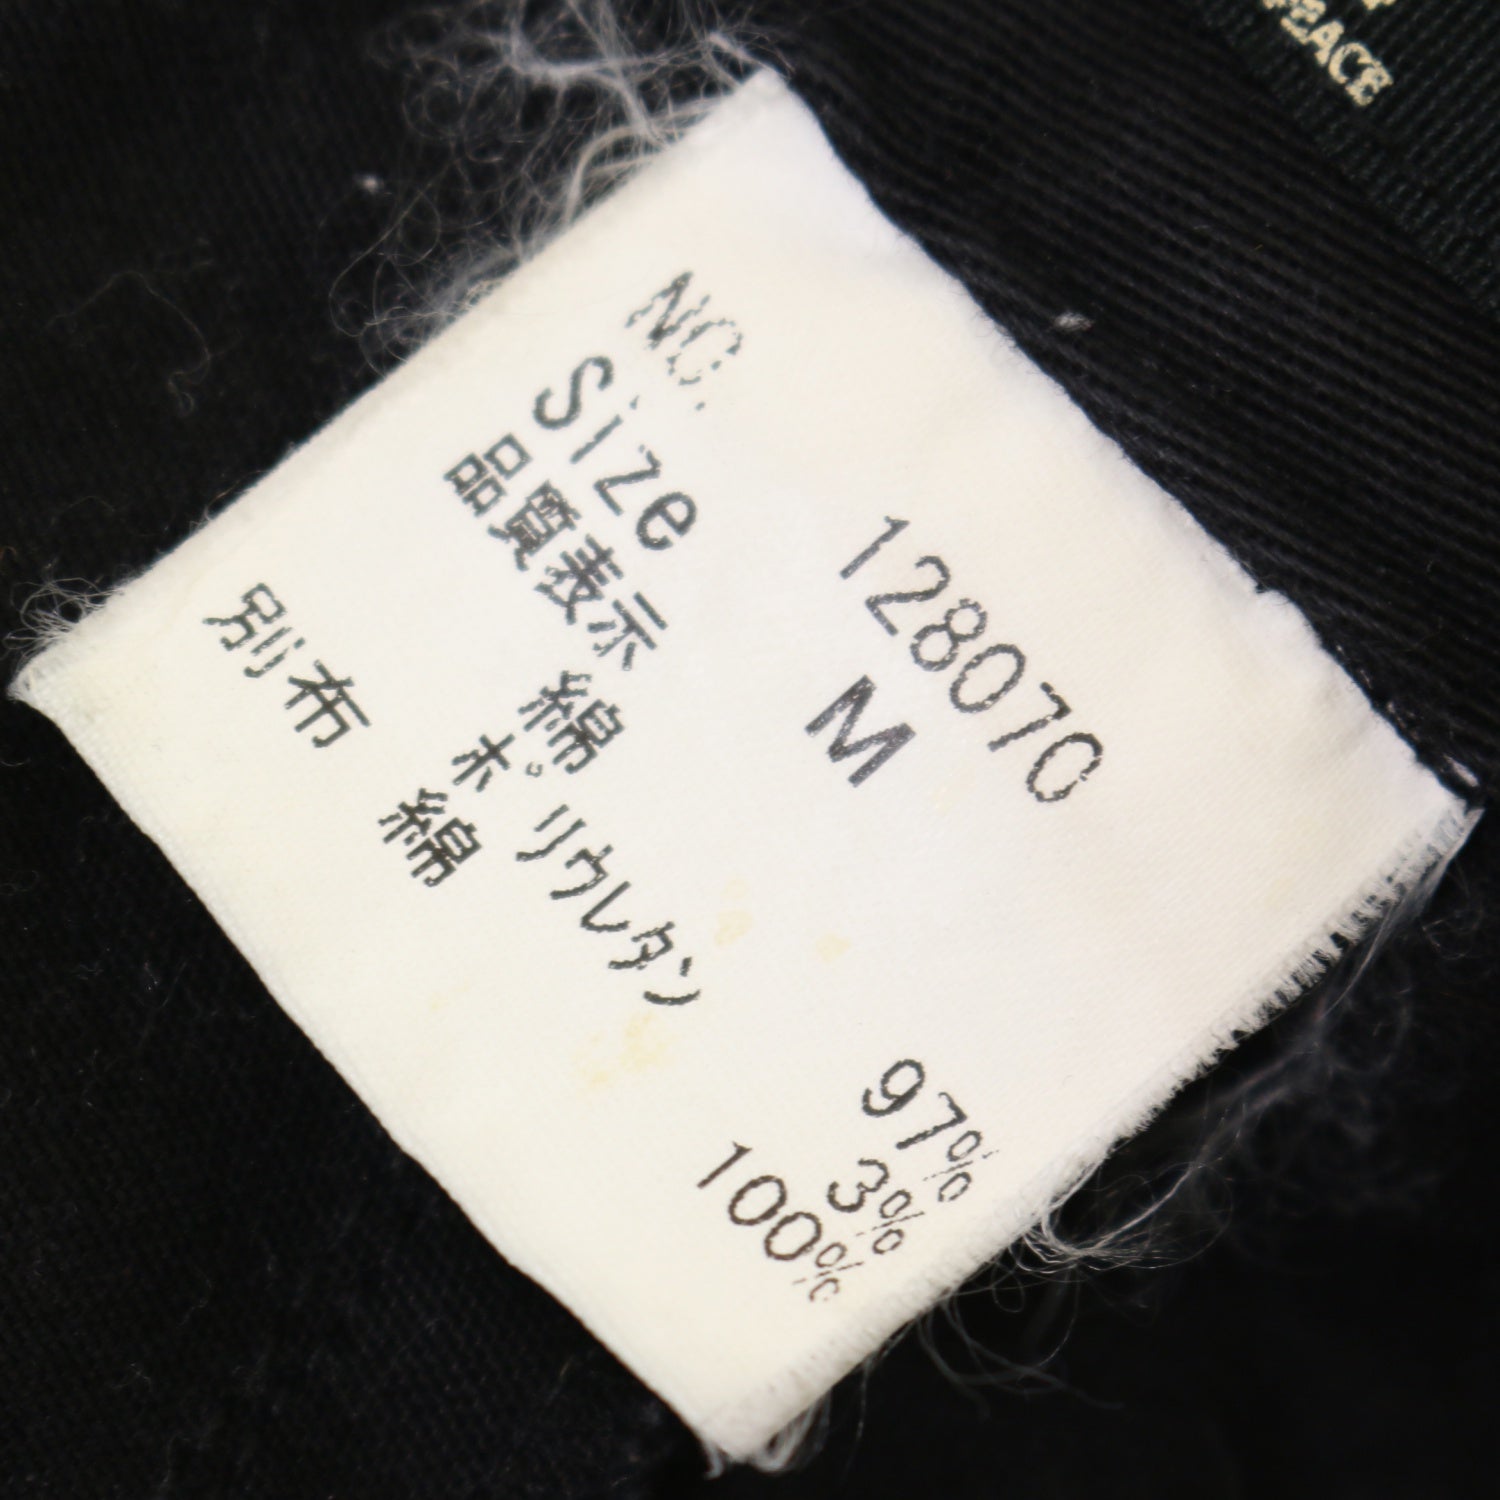 PEACE
NO. 128070
Size M
品質表示
綿 97%
ポリウレタン 3%
別布 綿 100%